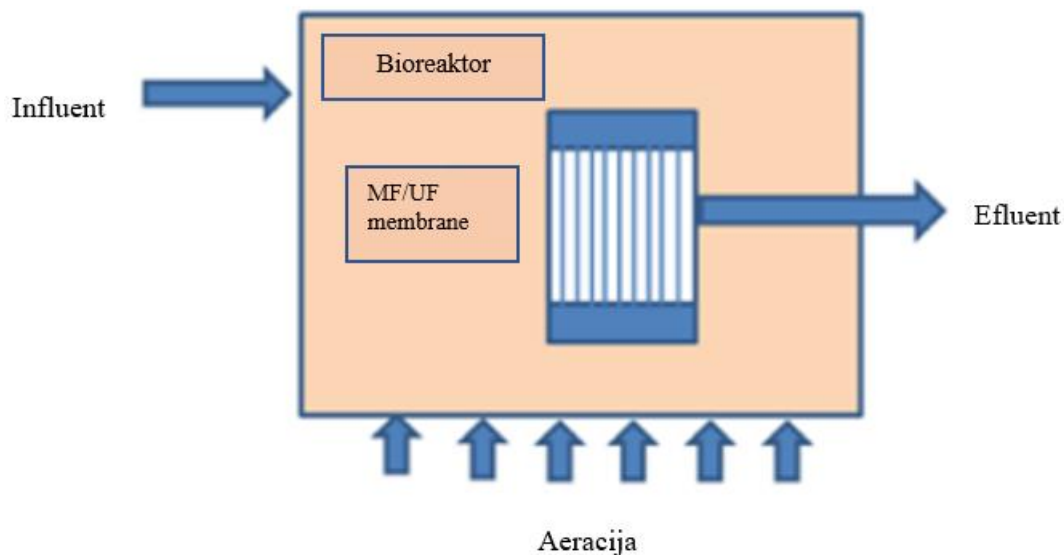 Bioreaktor
Influent
MF/UF
membrane
Efluent
Aeracija